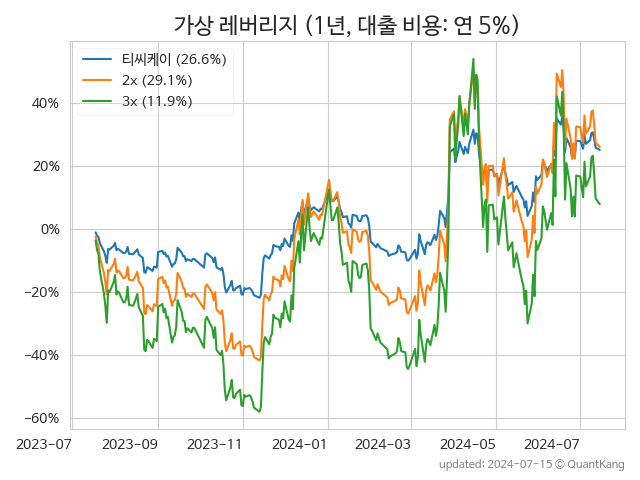 가상 레버리지 (1년, 대출 비용: 연 5%)
티씨케이 (26.6%)
2x (29.1%)
3x (11.9%)
40%
20%
0%
−20%
−40%
−60%
2023-07
2023-09
2023-11
2024-01
2024-03
2024-05
2024-07
updated: 2024-07-15 © QuantKang